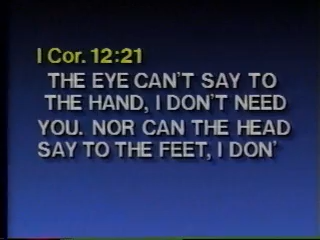 I Cor. 12:21
THE EYE CAN'T SAY TO
THE HAND, I DON'T NEED
YOU. NOR CAN THE HEAD
SAY TO THE FEET, I DON'